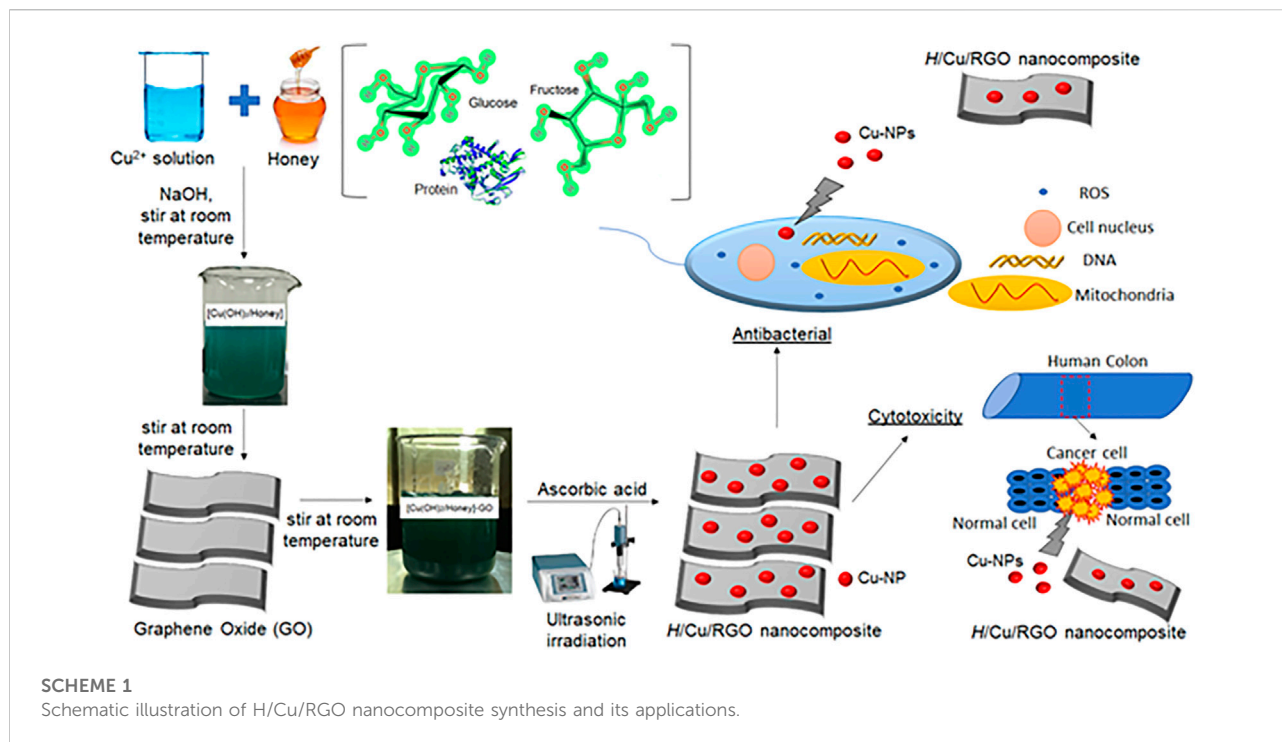 Cu²⁺ solution
Honey
Glucose
Fructose
Protein
NaOH,
stir at room
temperature
[Cu(OH)₂/Honey]
stir at room
temperature
Graphene Oxide (GO)
stir at room
temperature
[Cu(OH)₂/Honey]-GO
Ascorbic acid
Ultrasonic
irradiation
H/Cu/RGO nanocomposite
Cu-NP
Antibacterial
Cytotoxicity
H/Cu/RGO nanocomposite
Cu-NPs
ROS
Cell nucleus
DNA
Mitochondria
Human Colon
Cancer cell
Normal cell
Normal cell
Cu-NPs
H/Cu/RGO nanocomposite
SCHEME 1
Schematic illustration of H/Cu/RGO nanocomposite synthesis and its applications.